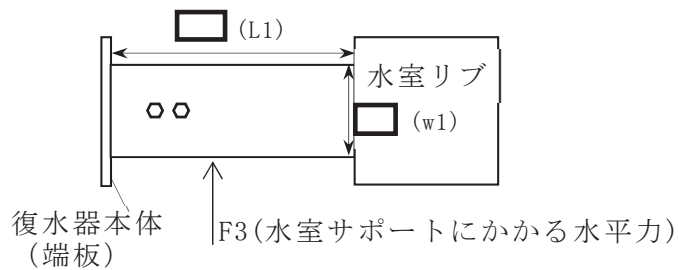 (L1)
水室リブ
(w1)
復水器本体
(端板)
F3(水室サポートにかかる水平力)